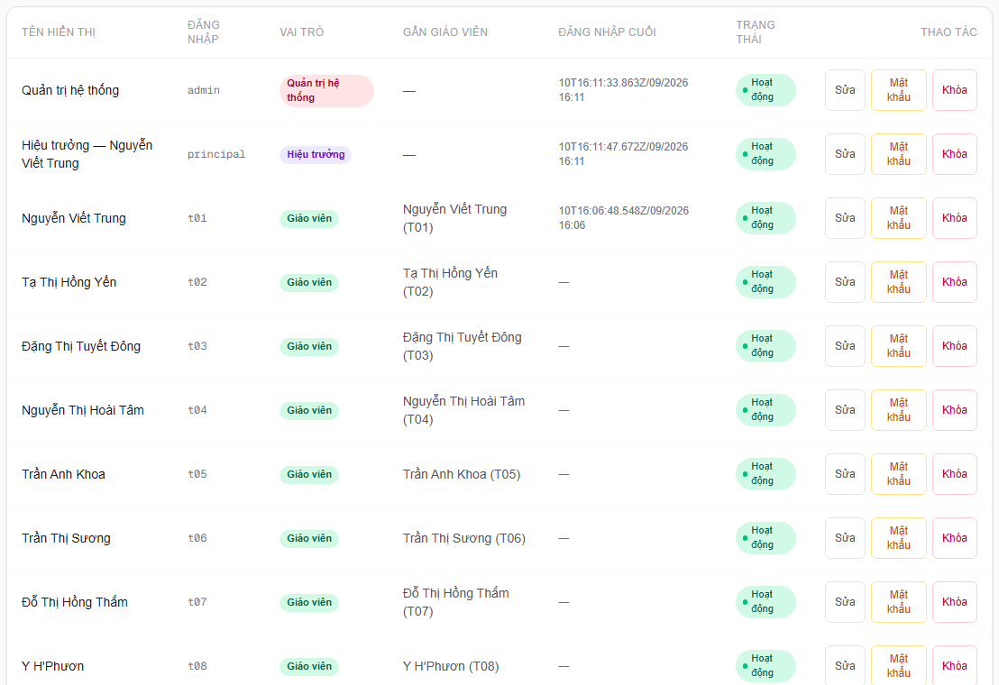 TÊN HIỂN THỊ ĐĂNG NHẬP VAI TRÒ GẮN GIÁO VIÊN ĐĂNG NHẬP CUỐI TRẠNG THÁI THAO TÁC
Quản trị hệ thống admin Quản trị hệ thống — 10T16:11:33.863Z/09/2026 16:11 Hoạt động Sửa Mật khẩu Khóa
Hiệu trưởng — Nguyễn Viết Trung principal Hiệu trưởng — 10T16:11:47.672Z/09/2026 16:11 Hoạt động Sửa Mật khẩu Khóa
Nguyễn Viết Trung t01 Giáo viên Nguyễn Viết Trung (T01) 10T16:06:48.548Z/09/2026 16:06 Hoạt động Sửa Mật khẩu Khóa
Tạ Thị Hồng Yến t02 Giáo viên Tạ Thị Hồng Yến (T02) — Hoạt động Sửa Mật khẩu Khóa
Đặng Thị Tuyết Đông t03 Giáo viên Đặng Thị Tuyết Đông (T03) — Hoạt động Sửa Mật khẩu Khóa
Nguyễn Thị Hoài Tâm t04 Giáo viên Nguyễn Thị Hoài Tâm (T04) — Hoạt động Sửa Mật khẩu Khóa
Trần Anh Khoa t05 Giáo viên Trần Anh Khoa (T05) — Hoạt động Sửa Mật khẩu Khóa
Trần Thị Sương t06 Giáo viên Trần Thị Sương (T06) — Hoạt động Sửa Mật khẩu Khóa
Đỗ Thị Hồng Thắm t07 Giáo viên Đỗ Thị Hồng Thắm (T07) — Hoạt động Sửa Mật khẩu Khóa
Y H'Phươn t08 Giáo viên Y H'Phươn (T08) — Hoạt động Sửa Mật khẩu Khóa